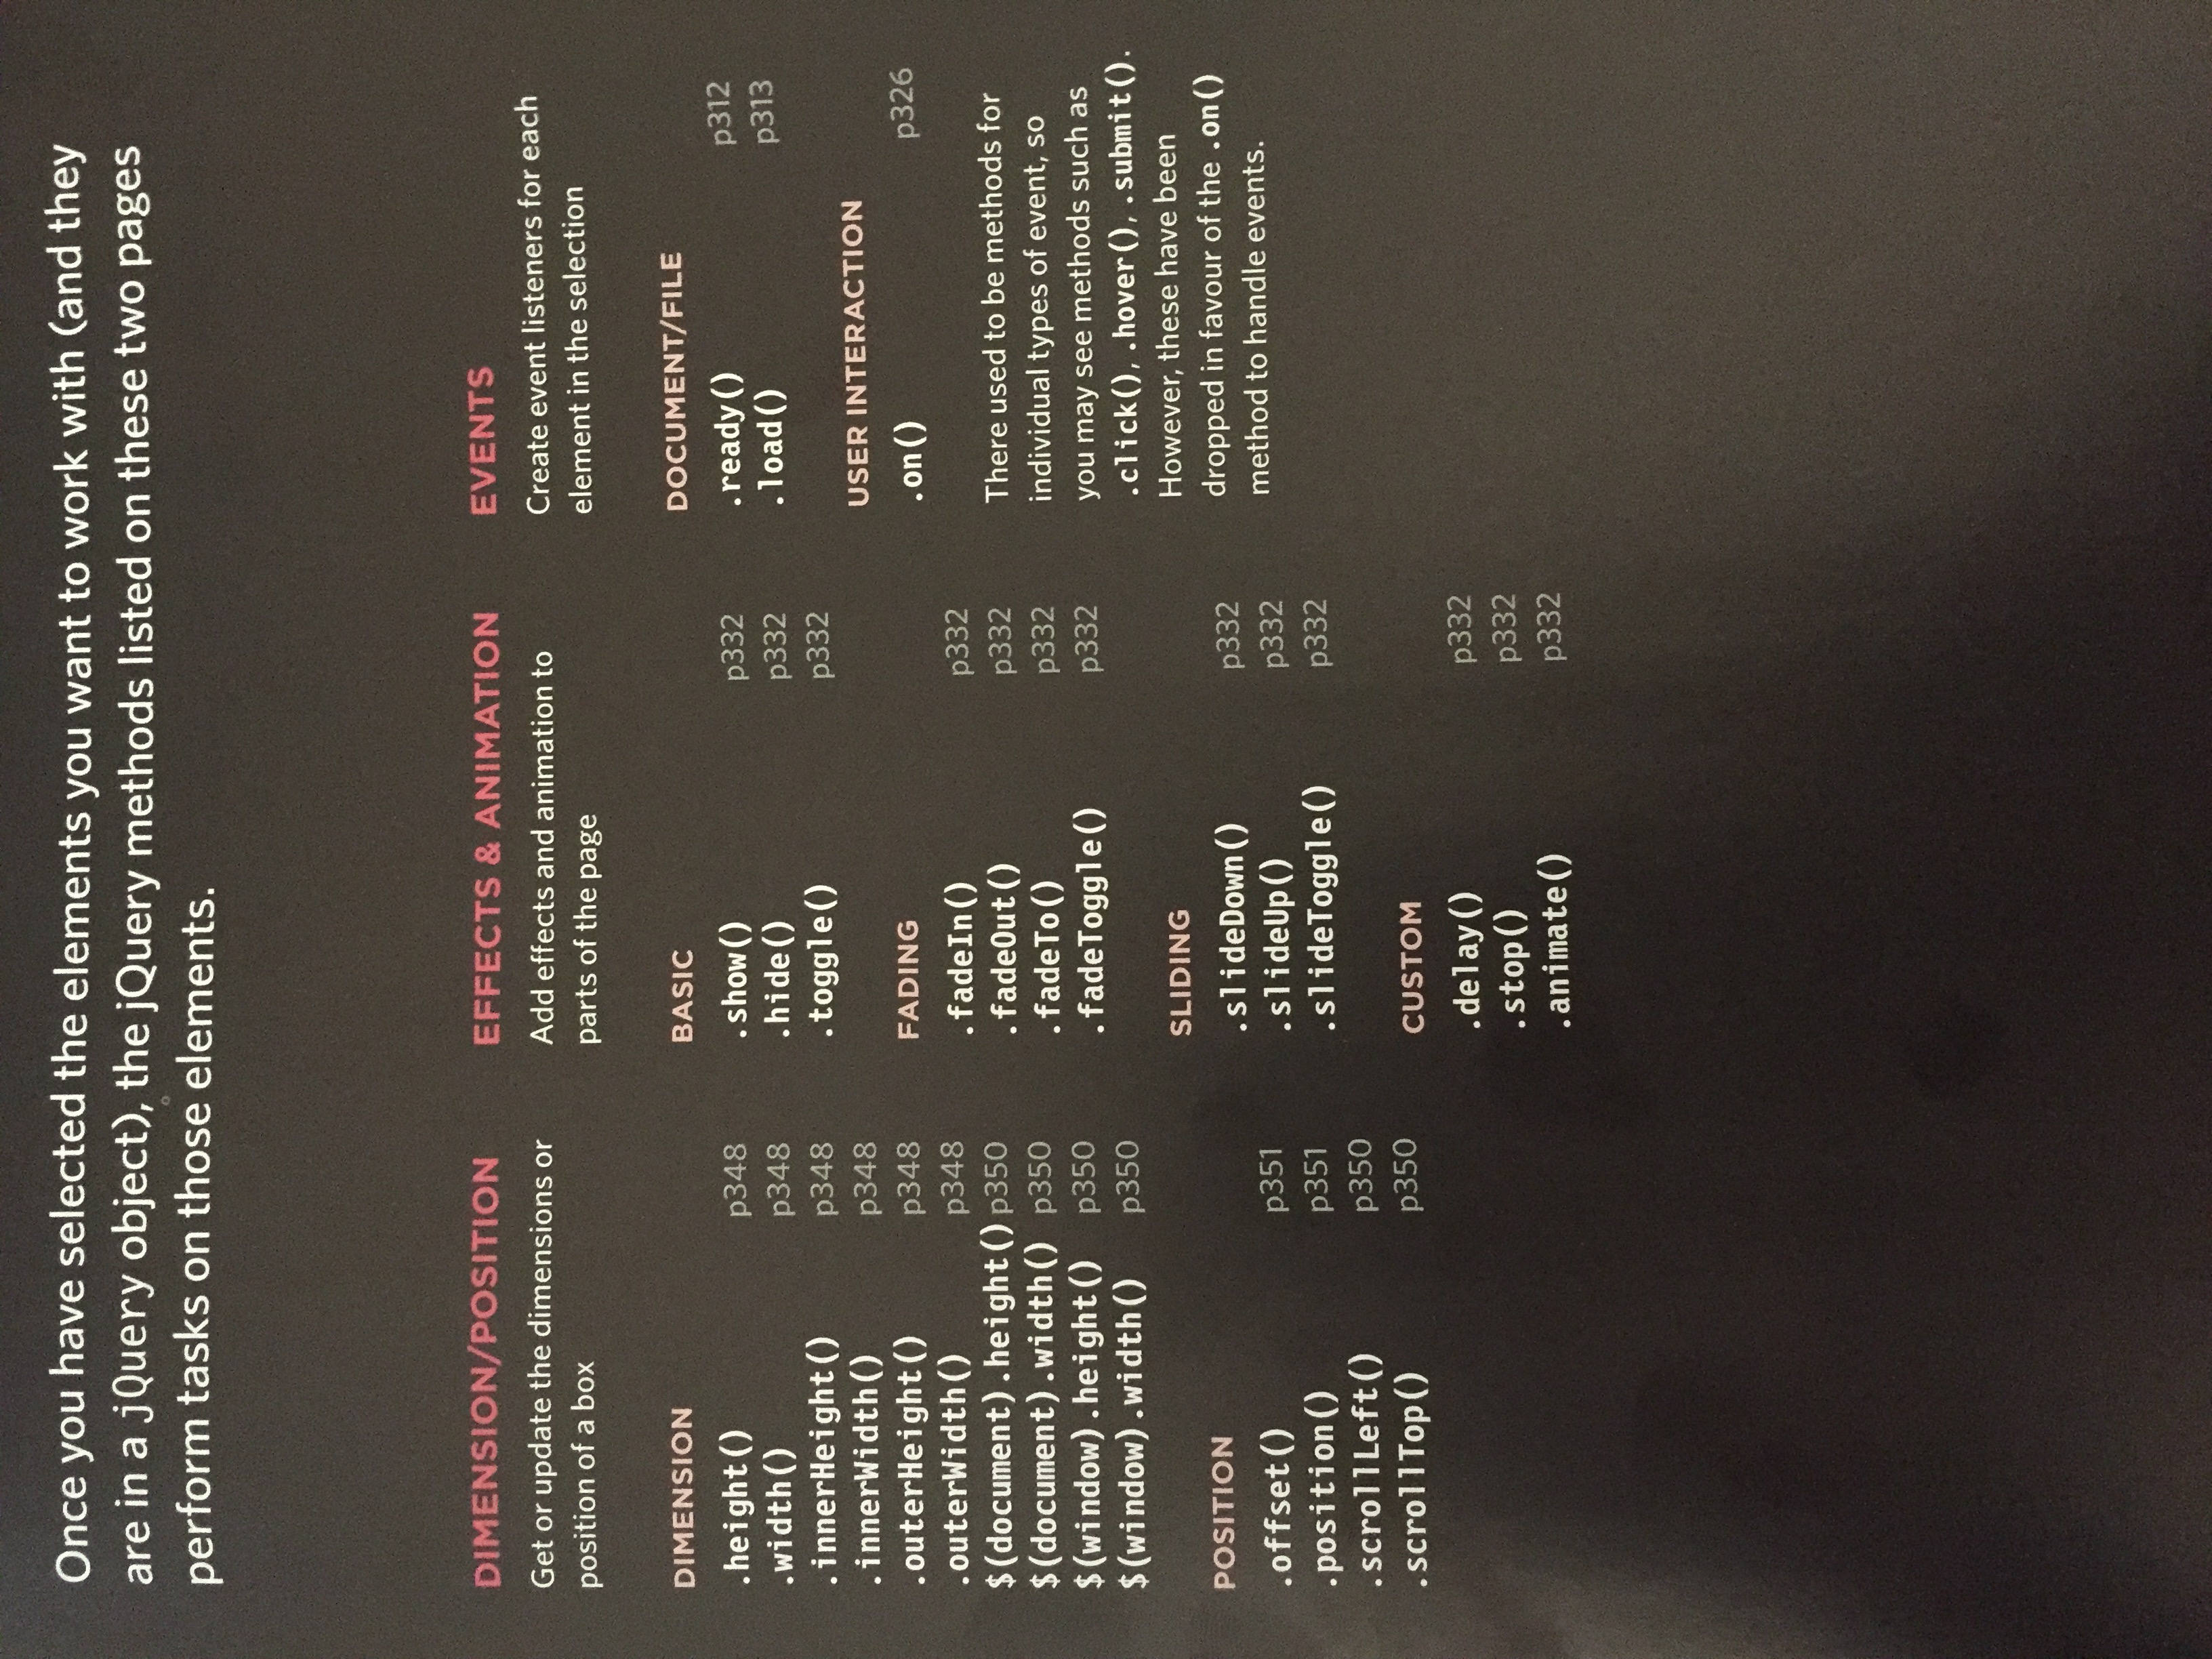 Once you have selected the elements you want to work with (and they
are in a jQuery object), the jQuery methods listed on these two pages
perform tasks on those elements.
DIMENSION/POSITION
Get or update the dimensions or
position of a box
DIMENSION
.height() p348
.width() p348
.innerHeight() p348
.innerWidth() p348
.outerHeight() p348
.outerWidth() p348
$(document).height() p350
$(document).width() p350
$(window).height() p350
$(window).width() p350
POSITION
.offset() p351
.position() p351
.scrollLeft() p350
.scrollTop() p350
EFFECTS & ANIMATION
Add effects and animation to
parts of the page
BASIC
.show() p332
.hide() p332
.toggle() p332
FADING
.fadeIn() p332
.fadeOut() p332
.fadeTo() p332
.fadeToggle() p332
SLIDING
.slideDown() p332
.slideUp() p332
.slideToggle() p332
CUSTOM
.delay() p332
.stop() p332
.animate() p332
EVENTS
Create event listeners for each
element in the selection
DOCUMENT/FILE
.ready() p312
.load() p313
USER INTERACTION
.on() p326
There used to be methods for
individual types of event, so
you may see methods such as
.click(), .hover(), .submit().
However, these have been
dropped in favour of the .on()
method to handle events.